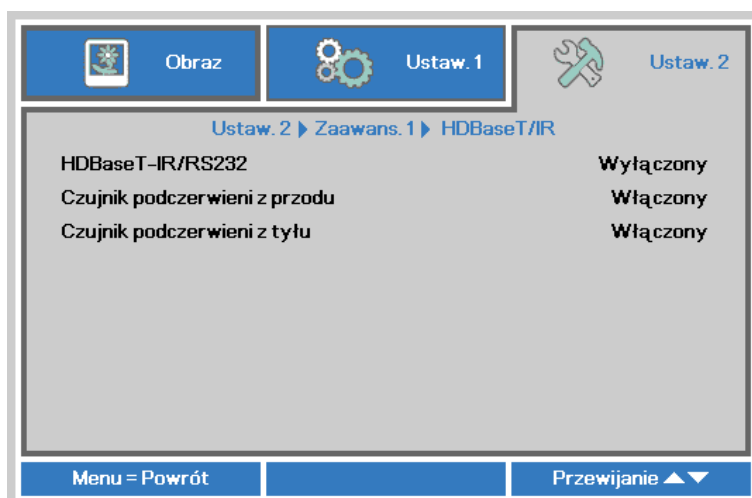 Obraz
Ustaw. 1
Ustaw. 2
Ustaw. 2 ▶ Zaawans. 1 ▶ HDBaseT/IR
HDBaseT-IR/RS232 Wyłączony
Czujnik podczerwieni z przodu Włączony
Czujnik podczerwieni z tyłu Włączony
Menu = Powrót
Przewijanie ▲▼